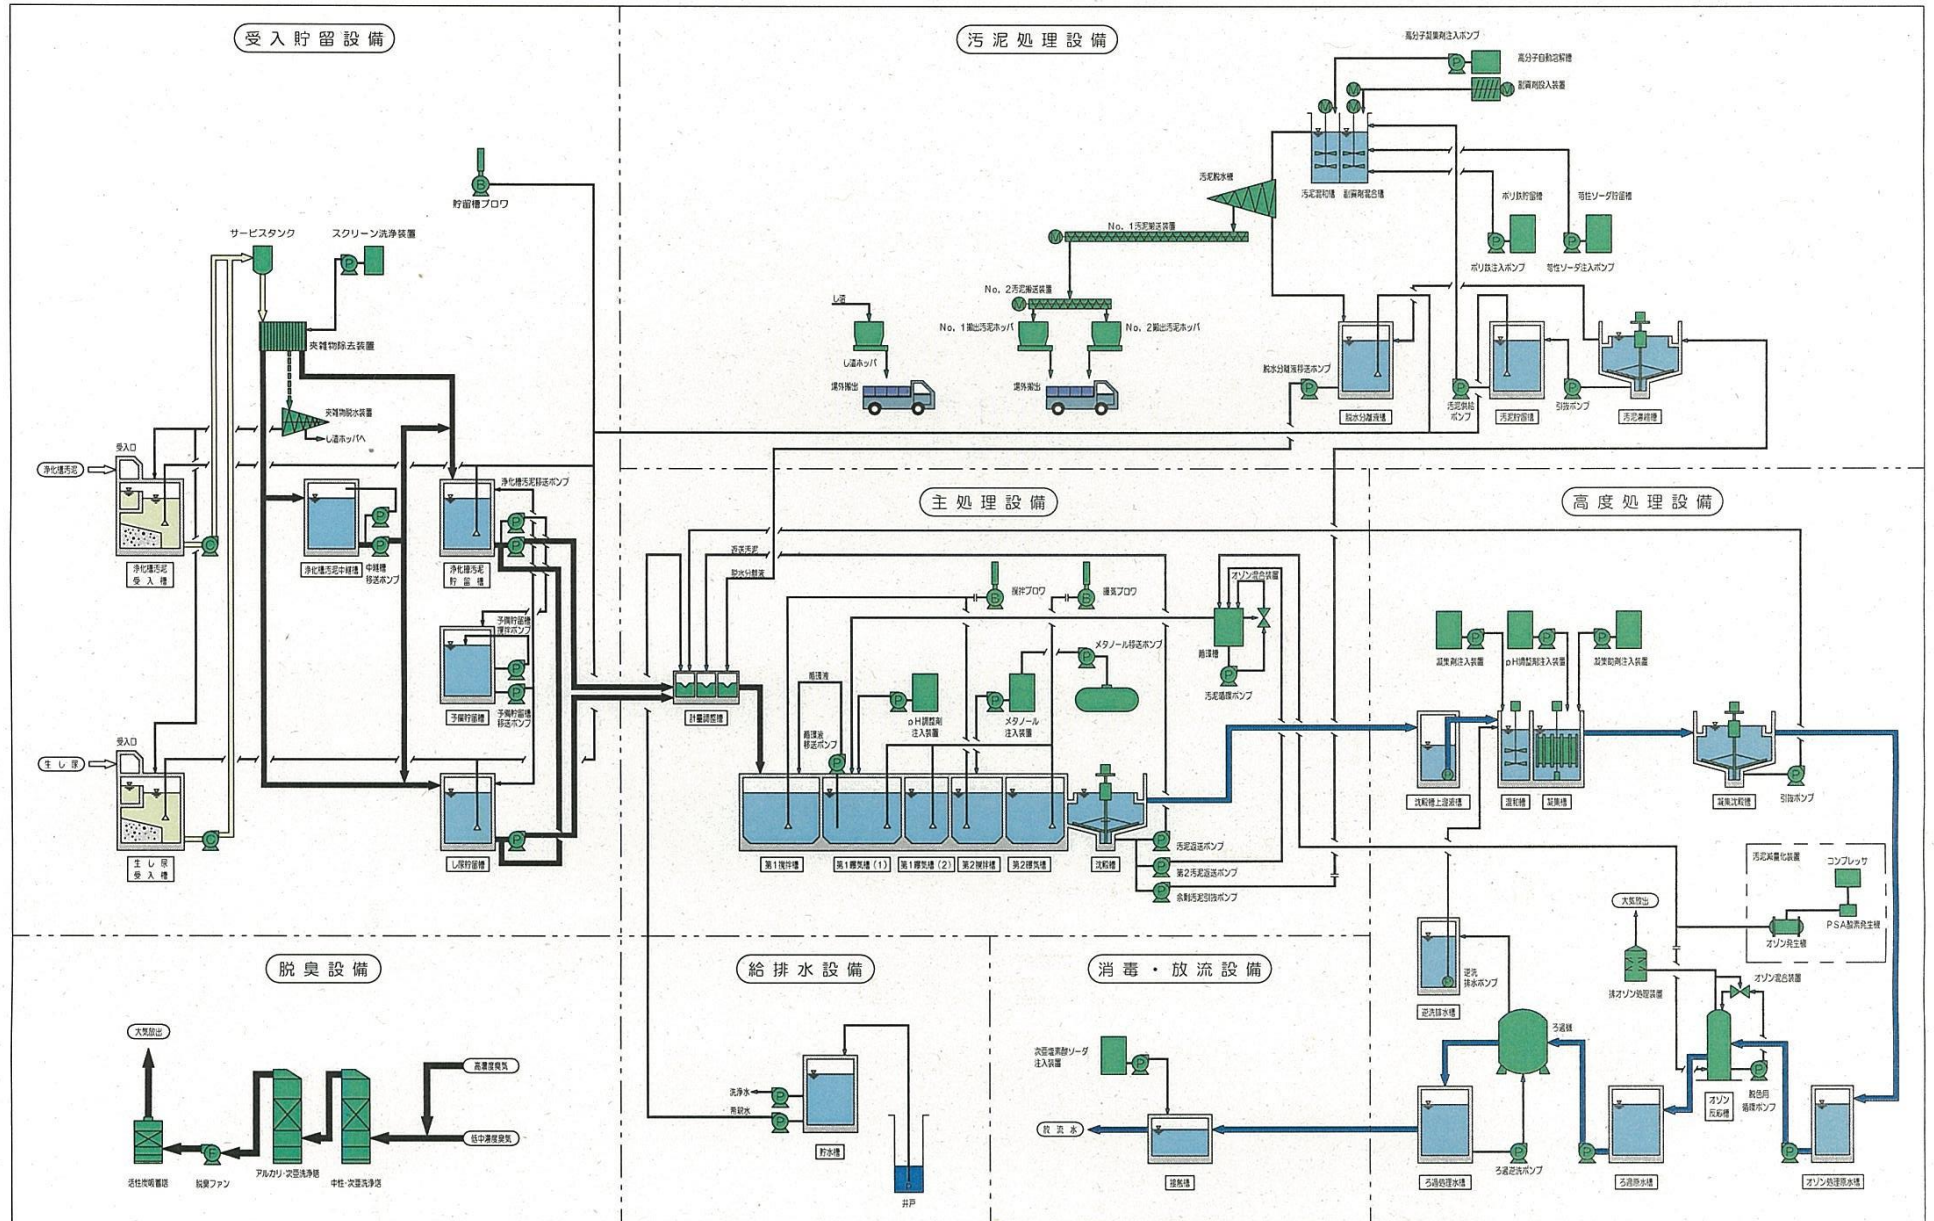 受入貯留設備
貯留槽ブロワ
サービスタンク
スクリーン洗浄装置
夾雑物除去装置
夾雑物脱水装置
し渣ホッパへ
受入口
浄化槽汚泥
浄化槽汚泥
受入槽
浄化槽汚泥中継槽
中継槽
移送ポンプ
浄化槽汚泥移送ポンプ
浄化槽汚泥
貯留槽
予備貯留槽
撹拌ポンプ
予備貯留槽
予備貯留槽
移送ポンプ
受入口
生し尿
生し尿
受入槽
し尿貯留槽
汚泥処理設備
高分子凝集剤注入ポンプ
高分子自動溶解槽
副資剤投入装置
汚泥混和槽
副資剤混合槽
汚泥脱水機
ポリ鉄貯留槽
苛性ソーダ貯留槽
ポリ鉄注入ポンプ
苛性ソーダ注入ポンプ
No.1汚泥搬送装置
No.2汚泥搬送装置
し渣
し渣ホッパ
場外搬出
No.1搬出汚泥ホッパ
No.2搬出汚泥ホッパ
場外搬出
脱水分離液移送ポンプ
脱水分離液槽
汚泥供給
ポンプ
汚泥貯留槽
引抜ポンプ
汚泥濃縮槽
主処理設備
返送汚泥
脱水分離液
計量調整槽
撹拌ブロワ
曝気ブロワ
オゾン混合装置
循環槽
汚泥循環ポンプ
メタノール移送ポンプ
メタノール
注入装置
pH調整剤
注入装置
循環液
循環液
移送ポンプ
第1撹拌槽
第1曝気槽(1)
第1曝気槽(2)
第2撹拌槽
第2曝気槽
沈殿槽
汚泥返送ポンプ
第2汚泥返送ポンプ
余剰汚泥引抜ポンプ
高度処理設備
凝集剤注入装置
pH調整剤注入装置
凝集助剤注入装置
沈殿槽上澄液槽
混和槽
凝集槽
凝集沈殿槽
引抜ポンプ
汚泥減量化装置
コンプレッサ
PSA酸素発生機
オゾン発生機
大気放出
排オゾン処理装置
オゾン混合装置
逆洗
排水ポンプ
逆洗排水槽
ろ過機
オゾン
反応槽
脱色用
循環ポンプ
ろ過処理水槽
ろ過逆洗ポンプ
ろ過原水槽
オゾン処理原水槽
脱臭設備
大気放出
高濃度臭気
低中濃度臭気
活性炭吸着塔
脱臭ファン
アルカリ・次亜洗浄塔
中性・次亜洗浄塔
給排水設備
洗浄水
希釈水
貯水槽
井戸
消毒・放流設備
次亜塩素酸ソーダ
注入装置
放流水
接触槽